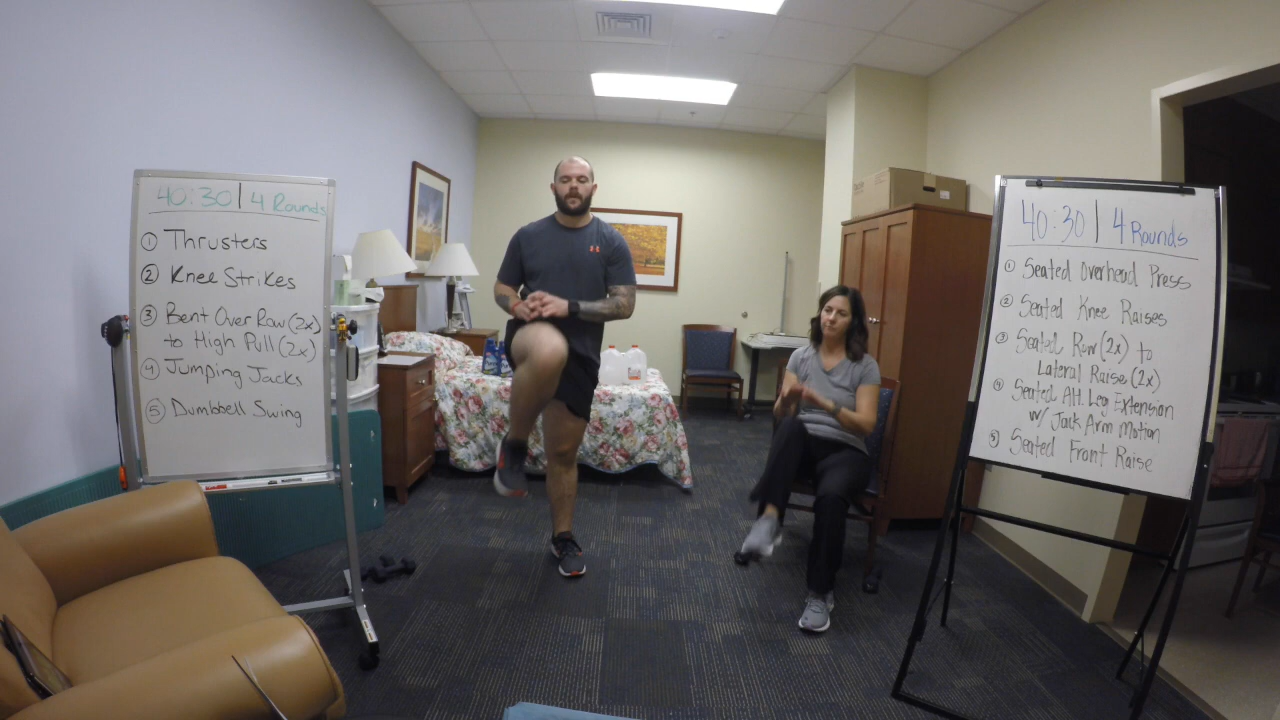 40:30 | 4 Rounds
① Thrusters
② Knee Strikes
③ Bent Over Row (2x)
to High Pull (2x)
④ Jumping Jacks
⑤ Dumbbell Swing
40:30 | 4 Rounds
① Seated Overhead Press
② Seated Knee Raises
③ Seated Row (2x) to
Lateral Raise (2x)
④ Seated Alt. Leg Extension
w/ Jack Arm Motion
⑤ Seated Front Raise